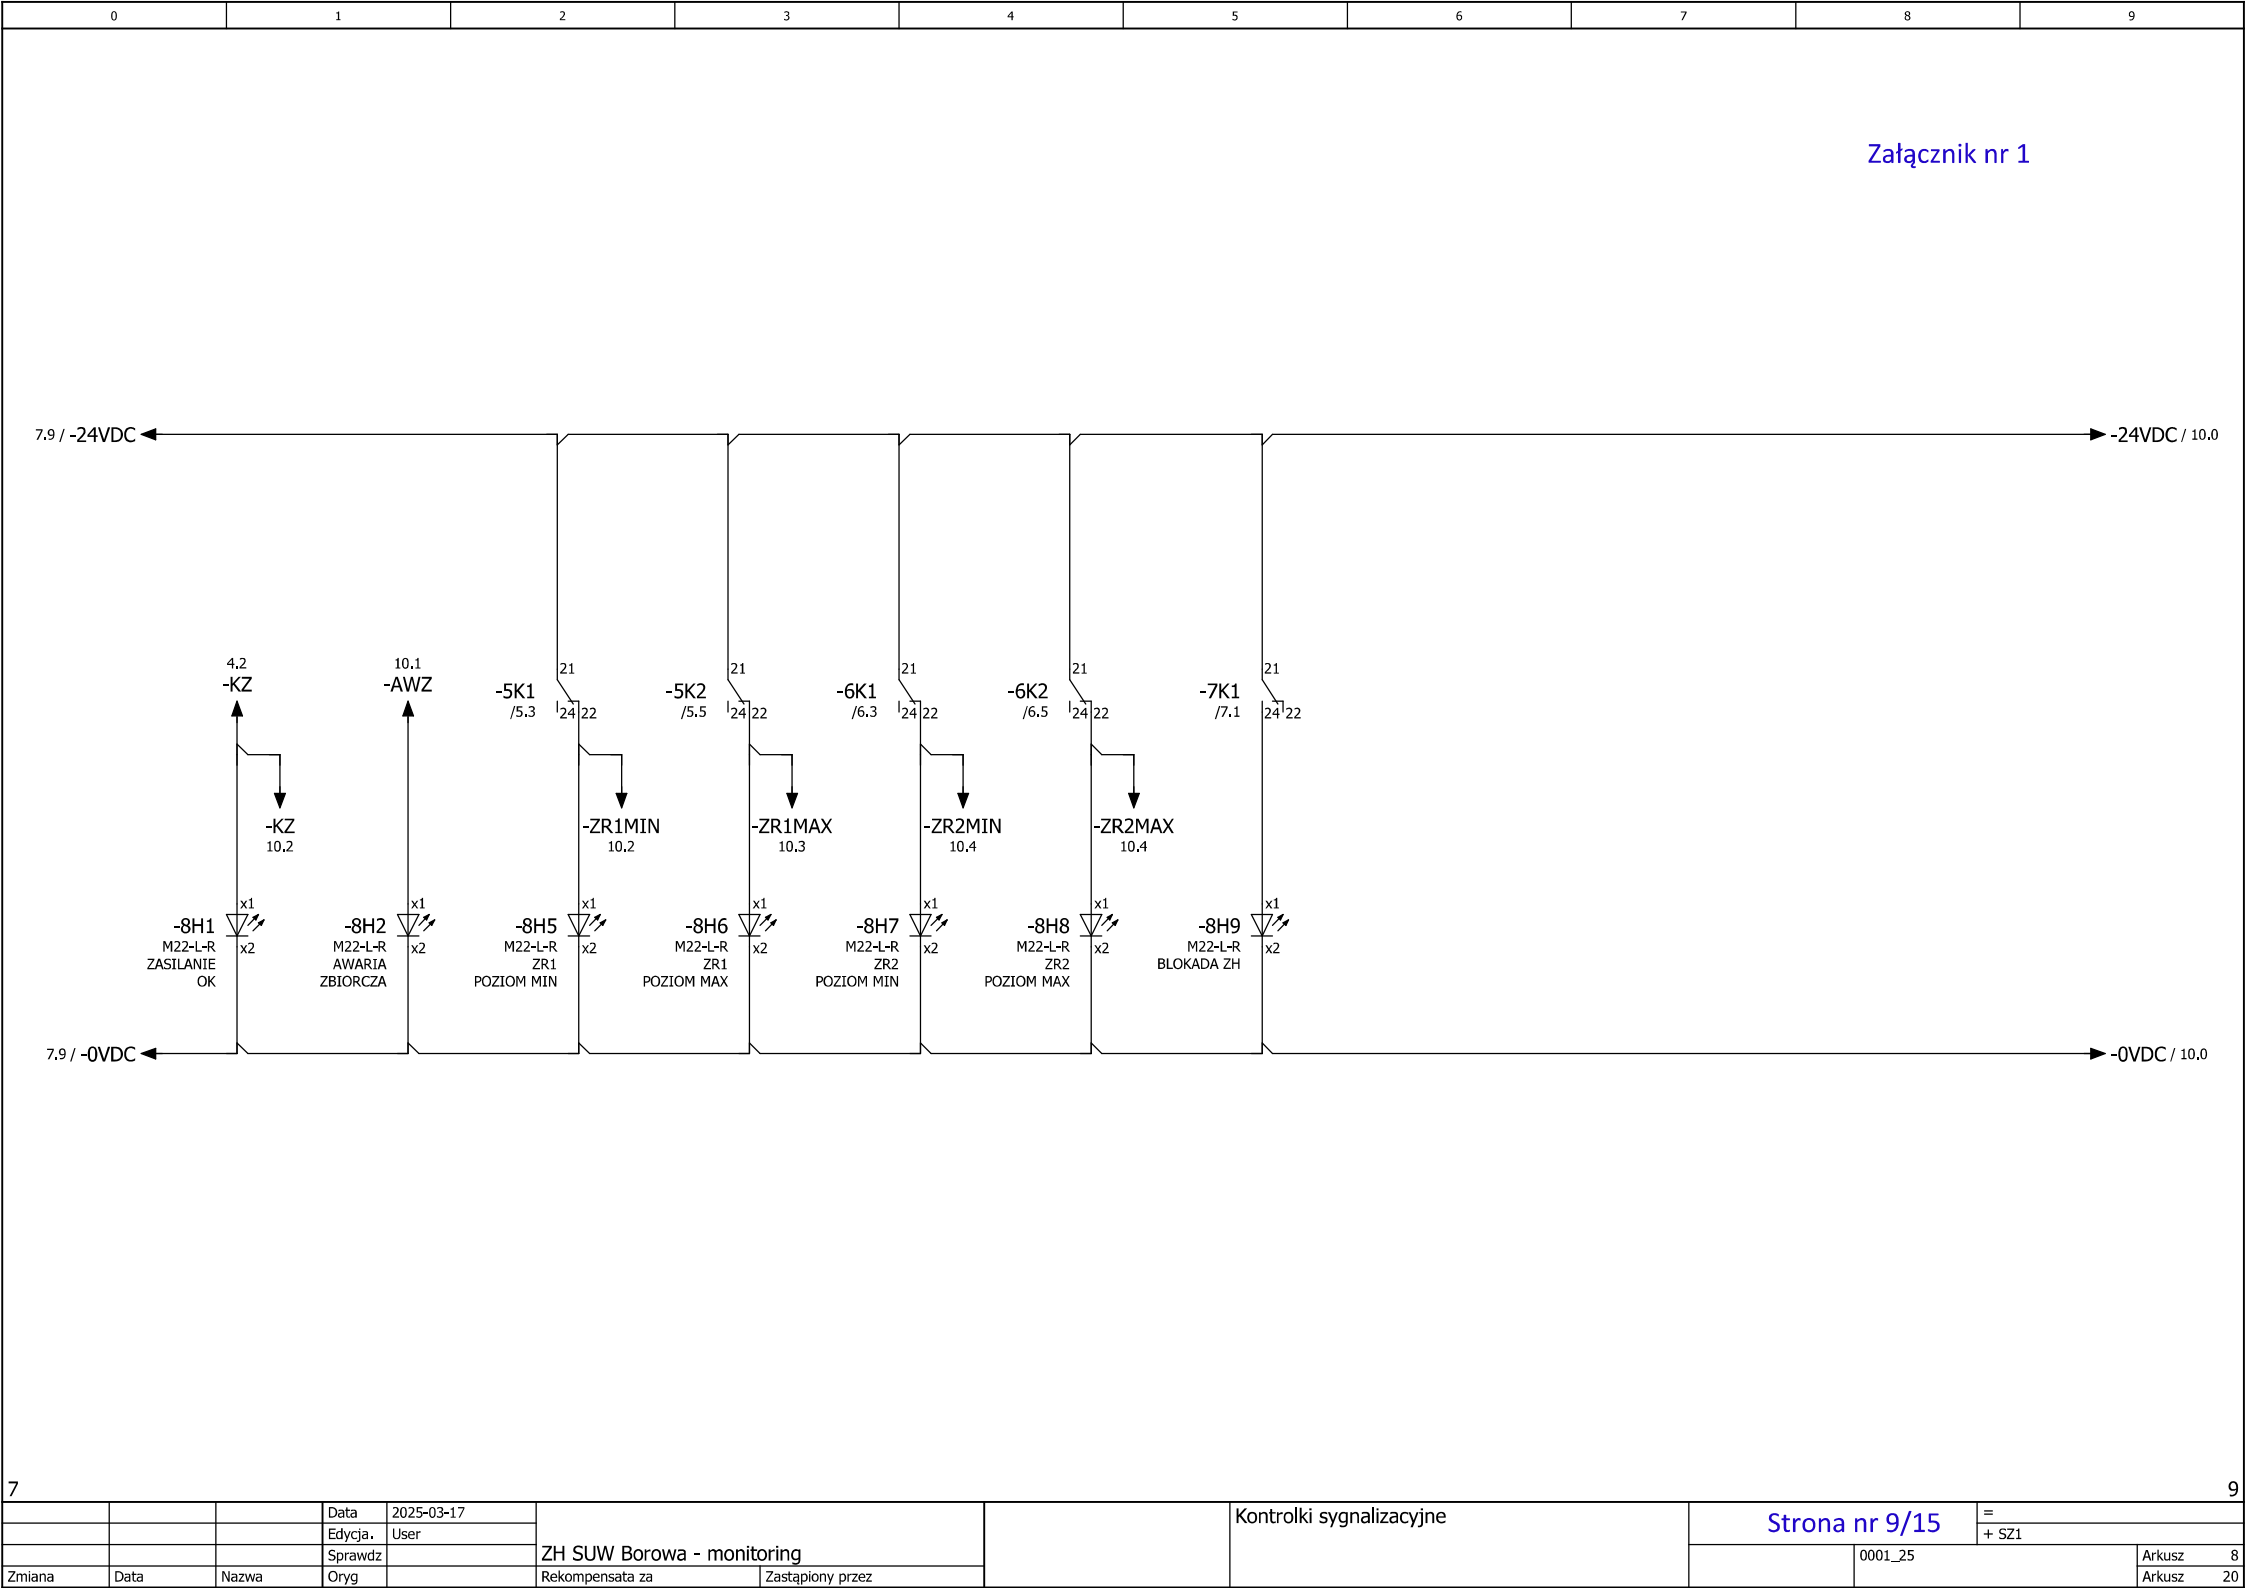 0 1 2 3 4 5 6 7 8 9
Załącznik nr 1
7.9 / -24VDC
-24VDC / 10.0
4.2
-KZ
10.1
-AWZ
21
-5K1
/5.3
24 22
21
-5K2
/5.5
24 22
21
-6K1
/6.3
24 22
21
-6K2
/6.5
24 22
21
-7K1
/7.1
24 22
-KZ
10.2
-ZR1MIN
10.2
-ZR1MAX
10.3
-ZR2MIN
10.4
-ZR2MAX
10.4
x1
-8H1
M22-L-R
x2
ZASILANIE
OK
x1
-8H2
M22-L-R
x2
AWARIA
ZBIORCZA
x1
-8H5
M22-L-R
x2
ZR1
POZIOM MIN
x1
-8H6
M22-L-R
x2
ZR1
POZIOM MAX
x1
-8H7
M22-L-R
x2
ZR2
POZIOM MIN
x1
-8H8
M22-L-R
x2
ZR2
POZIOM MAX
x1
-8H9
M22-L-R
x2
BLOKADA ZH
7.9 / -0VDC
-0VDC / 10.0
7
9
Data 2025-03-17
Edycja. User
Sprawdz
Zmiana Data Nazwa Oryg
ZH SUW Borowa - monitoring
Rekompensata za Zastąpiony przez
Kontrolki sygnalizacyjne
Strona nr 9/15
=
+ SZ1
0001_25
Arkusz 8
Arkusz 20